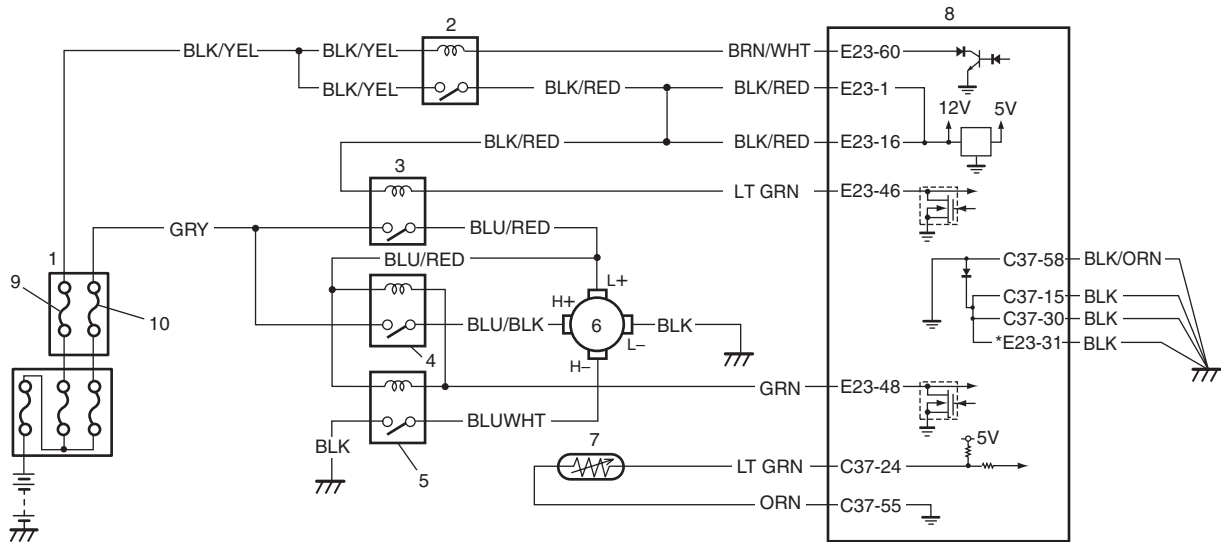 8
2
BLK/YEL BLK/YEL BRN/WHT E23-60
BLK/YEL BLK/RED BLK/RED E23-1
12V 5V
BLK/RED BLK/RED E23-16
3
LT GRN E23-46
GRY BLU/RED
BLU/RED
1
9
10
L+
H+
C37-58 BLK/ORN
C37-15 BLK
BLU/BLK 6 BLK
C37-30 BLK
L–
*E23-31 BLK
4
H–
GRN E23-48
BLUWHT
BLK
7
5V
5
LT GRN C37-24
ORN C37-55